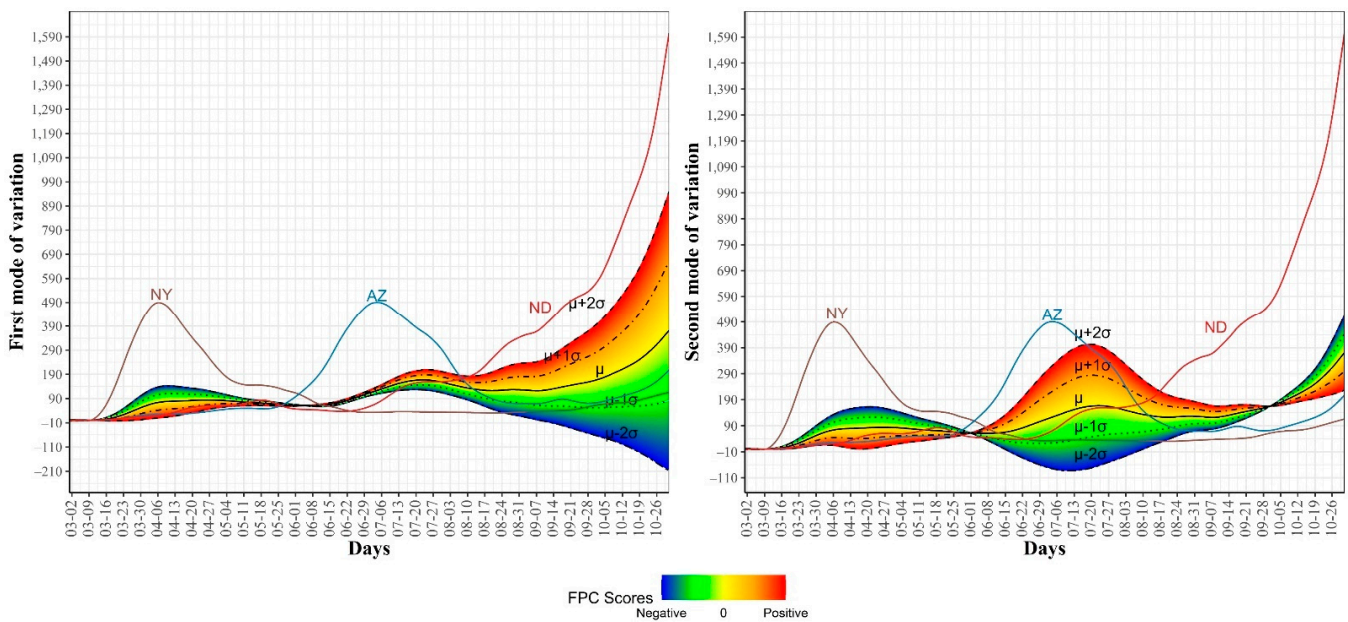 First mode of variation
1,590
1,490
1,390
1,290
1,190
1,090
990
890
790
690
590
490
390
290
190
90
−10
−110
−210
NY
AZ
ND
μ+2σ
μ+1σ
μ
μ-1σ
μ-2σ
03-02 03-09 03-16 03-23 03-30 04-06 04-13 04-20 04-27 05-04 05-11 05-18 05-25 06-01 06-08 06-15 06-22 06-29 07-06 07-13 07-20 07-27 08-03 08-10 08-17 08-24 08-31 09-07 09-14 09-21 09-28 10-05 10-12 10-19 10-26
Days
Second mode of variation
1,590
1,490
1,390
1,290
1,190
1,090
990
890
790
690
590
490
390
290
190
90
−10
−110
NY
AZ
ND
μ+2σ
μ+1σ
μ
μ-1σ
μ-2σ
03-02 03-09 03-16 03-23 03-30 04-06 04-13 04-20 04-27 05-04 05-11 05-18 05-25 06-01 06-08 06-15 06-22 06-29 07-06 07-13 07-20 07-27 08-03 08-10 08-17 08-24 08-31 09-07 09-14 09-21 09-28 10-05 10-12 10-19 10-26
Days
FPC Scores
Negative 0 Positive